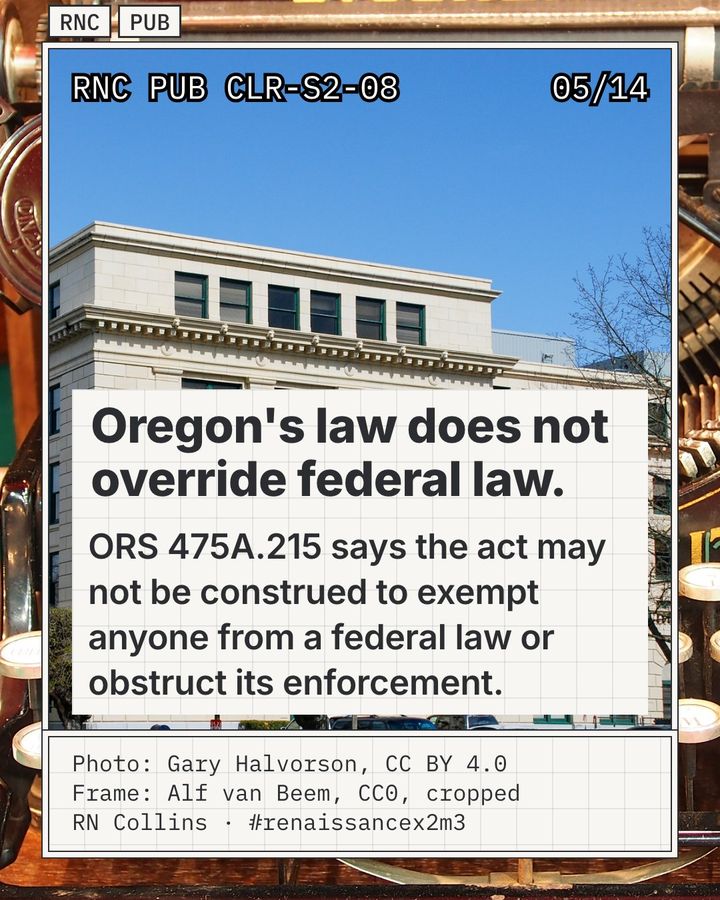 RNC PUB
RNC PUB CLR-S2-08 05/14
Oregon's law does not
override federal law.
ORS 475A.215 says the act may
not be construed to exempt
anyone from a federal law or
obstruct its enforcement.
Photo: Gary Halvorson, CC BY 4.0
Frame: Alf van Beem, CC0, cropped
RN Collins · #renaissancex2m3